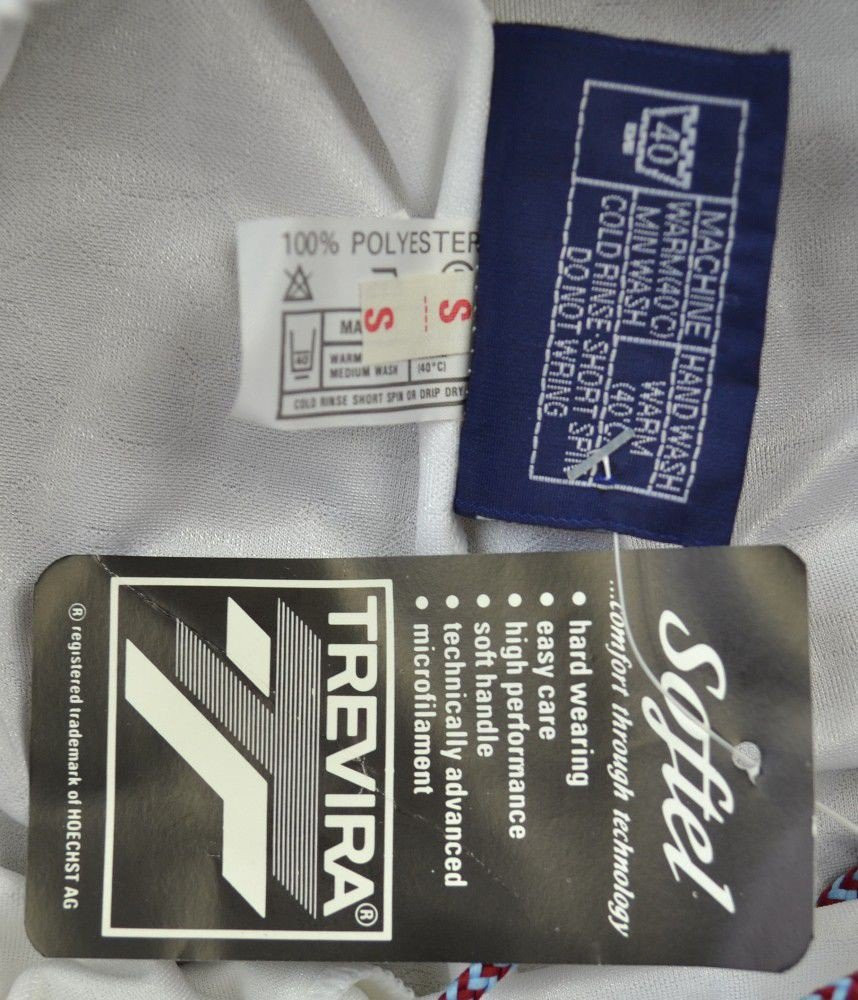 100% POLYESTER
S S
40
MA
WARM
MEDIUM WASH
(40°C)
COLD RINSE SHORT SPIN OR DRIP DRY
40
MACHINE
WARM(40°C)
MIN WASH
HAND WASH
WARM
(40°C)
COLD RINSE·SHORT SPIN
DO NOT WRING
Softel
...comfort through technology
• hard wearing
• easy care
• high performance
• soft handle
• technically advanced
• microfilament
TREVIRA®
® registered trademark of HOECHST AG